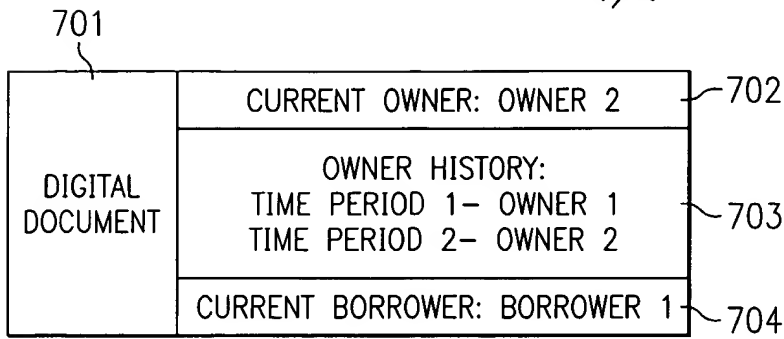 701
CURRENT OWNER: OWNER 2
702
DIGITAL
DOCUMENT
OWNER HISTORY:
TIME PERIOD 1– OWNER 1
TIME PERIOD 2– OWNER 2
703
CURRENT BORROWER: BORROWER 1
704